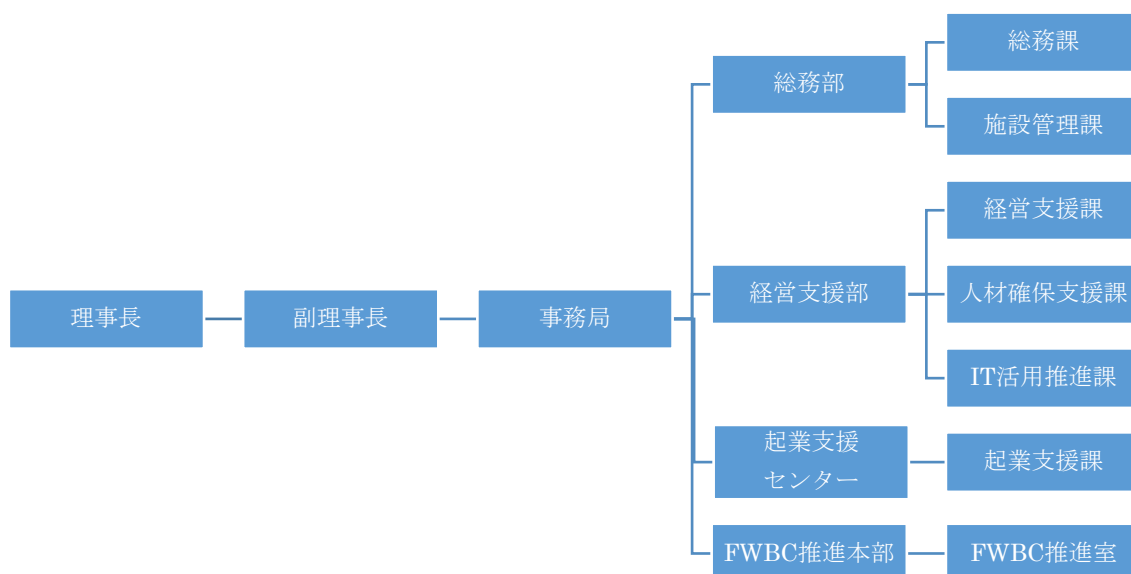 理事長
副理事長
事務局
総務部
総務課
施設管理課
経営支援部
経営支援課
人材確保支援課
IT活用推進課
起業支援
センター
起業支援課
FWBC推進本部
FWBC推進室